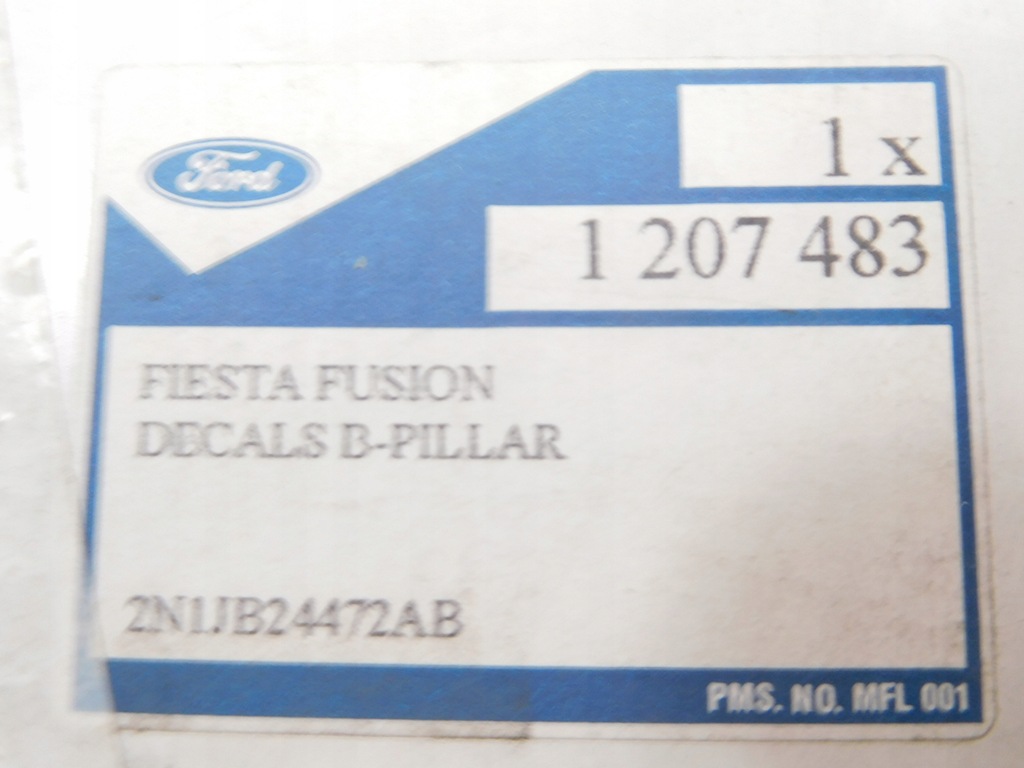 Ford
1 x
1 207 483
FIESTA FUSION
DECALS B-PILLAR
2N1JB24472AB
PMS. NO. MFL 001